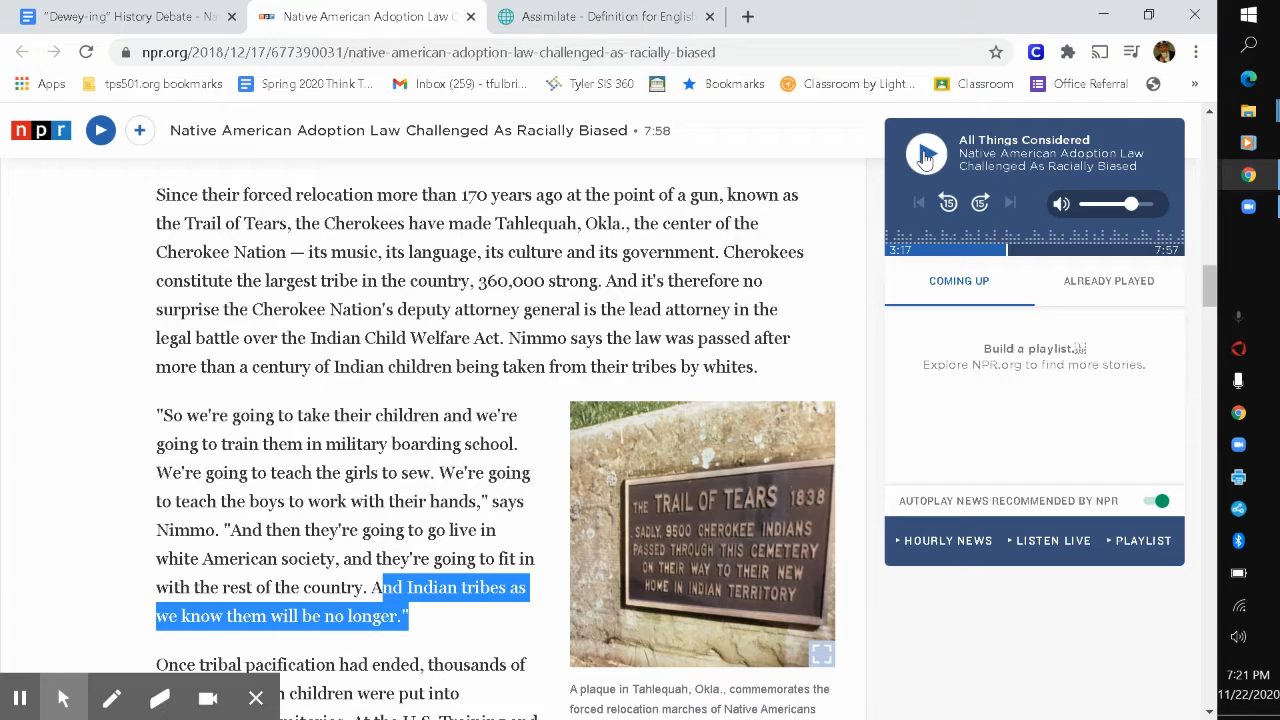 "Dewey-ing" History Debate - Na
Native American Adoption Law C
Assimilate - Definition for English
npr.org/2018/12/17/677390031/native-american-adoption-law-challenged-as-racially-biased
Apps
tps501.org bookmarks
Spring 2020 Think T...
Inbox (259) - tfulbri...
Tyler SIS 360
Bookmarks
Classroom by Light...
Classroom
Office Referral
»
npr
Native American Adoption Law Challenged As Racially Biased • 7:58
Since their forced relocation more than 170 years ago at the point of a gun, known as
the Trail of Tears, the Cherokees have made Tahlequah, Okla., the center of the
Cherokee Nation — its music, its language, its culture and its government. Cherokees
constitute the largest tribe in the country, 360,000 strong. And it's therefore no
surprise the Cherokee Nation's deputy attorney general is the lead attorney in the
legal battle over the Indian Child Welfare Act. Nimmo says the law was passed after
more than a century of Indian children being taken from their tribes by whites.
"So we're going to take their children and we're
going to train them in military boarding school.
We're going to teach the girls to sew. We're going
to teach the boys to work with their hands," says
Nimmo. "And then they're going to go live in
white American society, and they're going to fit in
with the rest of the country. And Indian tribes as
we know them will be no longer."
Once tribal pacification had ended, thousands of
children were put into
At the U.S. Training and
THE TRAIL OF TEARS 1838
SADLY, 9500 CHEROKEE INDIANS
PASSED THROUGH THIS CEMETERY
ON THEIR WAY TO THEIR NEW
HOME IN INDIAN TERRITORY
A plaque in Tahlequah, Okla., commemorates the
forced relocation marches of Native Americans
All Things Considered
Native American Adoption Law
Challenged As Racially Biased
15
15
3:17
7:57
COMING UP
ALREADY PLAYED
Build a playlist.
Explore NPR.org to find more stories.
AUTOPLAY NEWS RECOMMENDED BY NPR
HOURLY NEWS
LISTEN LIVE
PLAYLIST
7:21 PM
11/22/2020